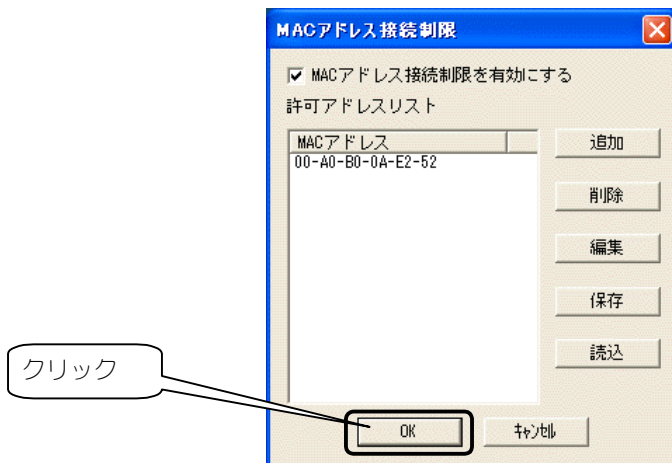 MACアドレス接続制限
MACアドレス接続制限を有効にする
許可アドレスリスト
MACアドレス
00-A0-B0-0A-E2-52
追加
削除
編集
保存
読込
クリック
OK
ｷｬﾝｾﾙ